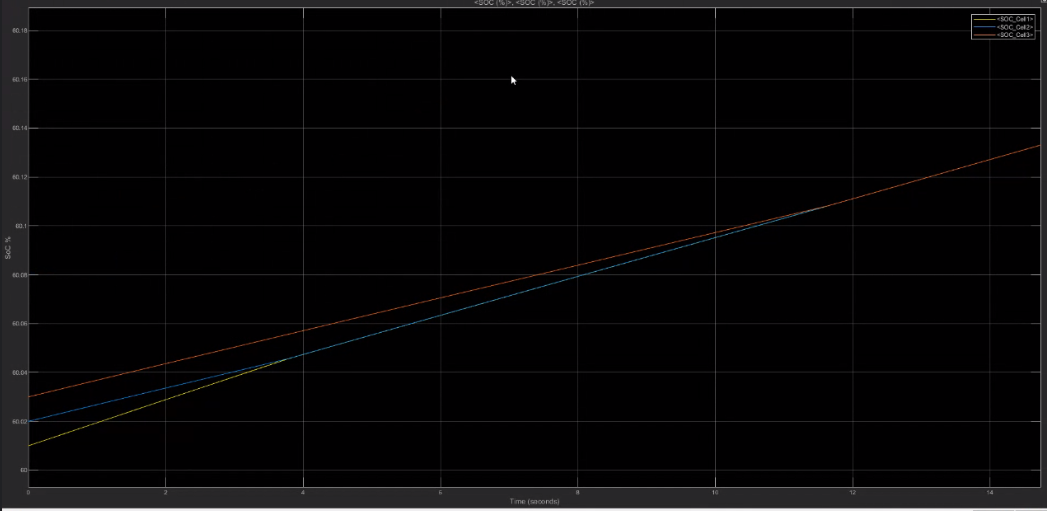 <SOC (%)>, <SOC (%)>, <SOC (%)>
<SOC_Cell1>
<SOC_Cell2>
<SOC_Cell3>
60.18
60.16
60.14
60.12
60.1
60.08
60.06
60.04
60.02
60
SoC %
0 2 4 6 8 10 12 14
Time (seconds)